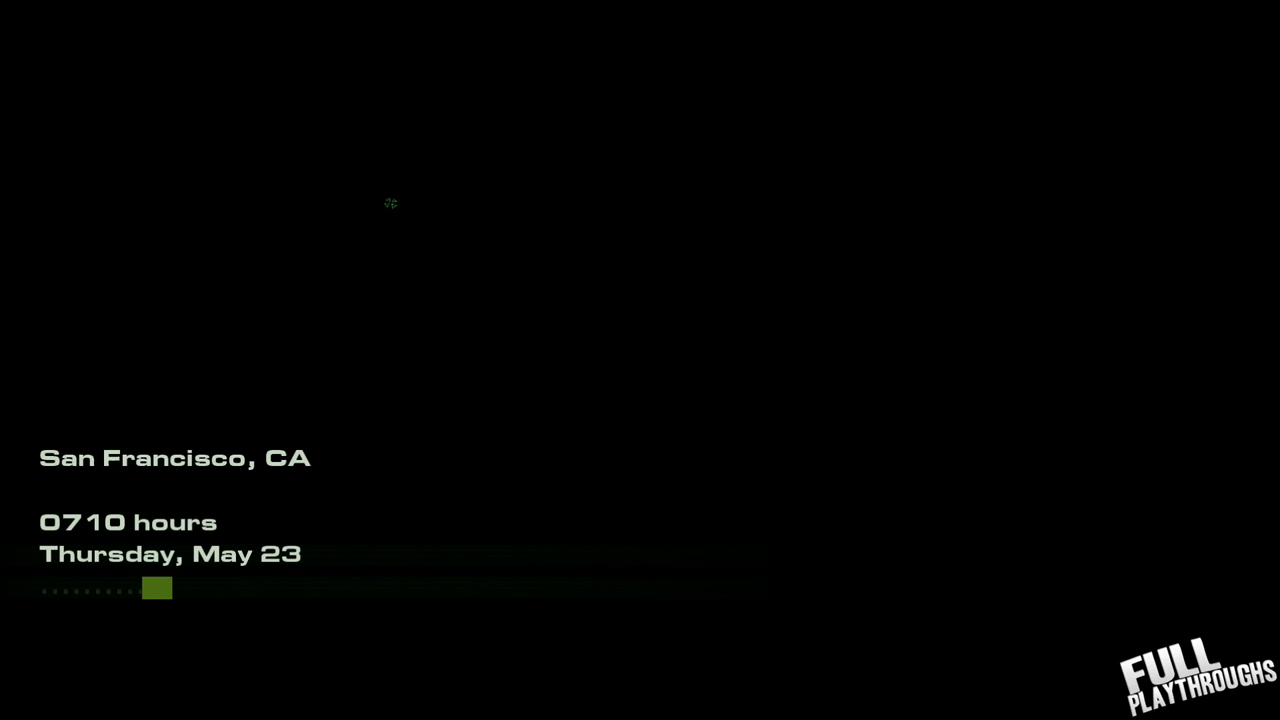 San Francisco, CA
0710 hours
Thursday, May 23
FULL
PLAYTHROUGHS